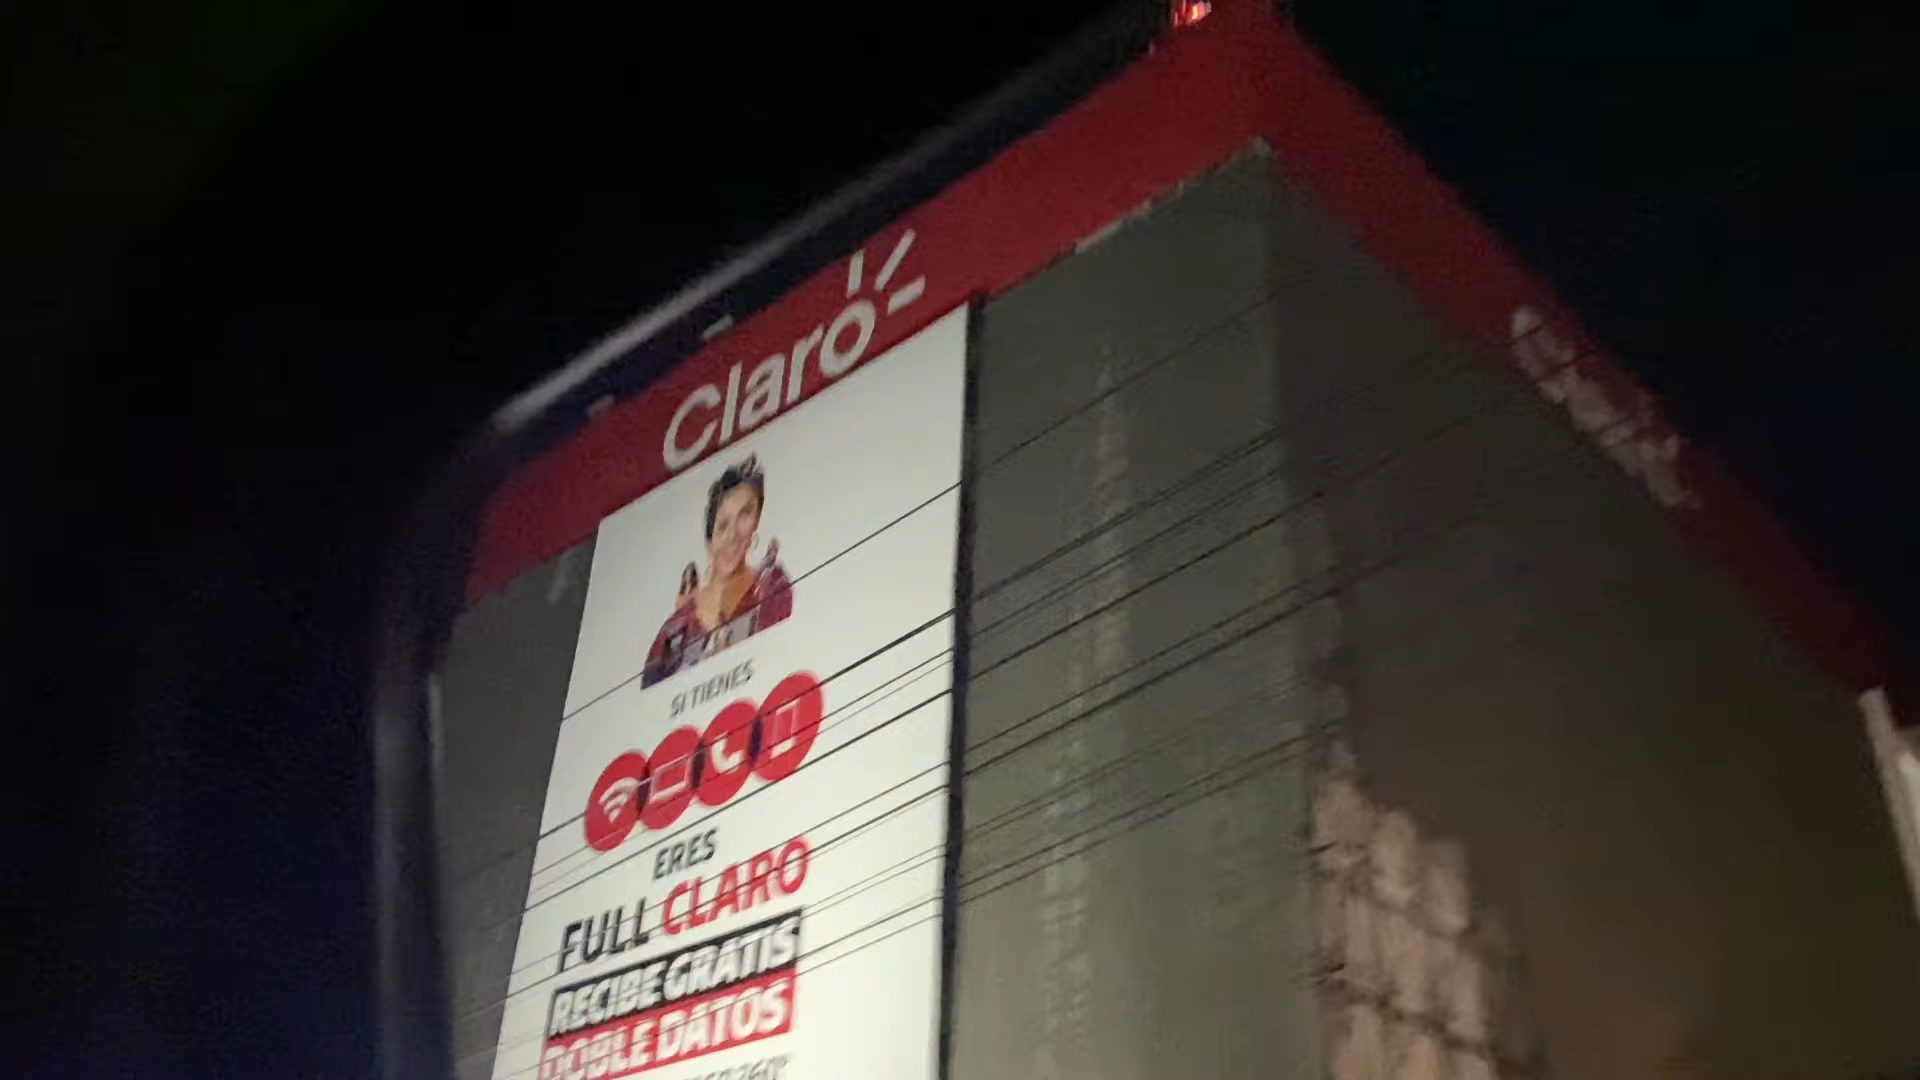 Claro
SI TIENES
ERES
FULL CLARO
RECIBE GRATIS
DOBLE DATOS